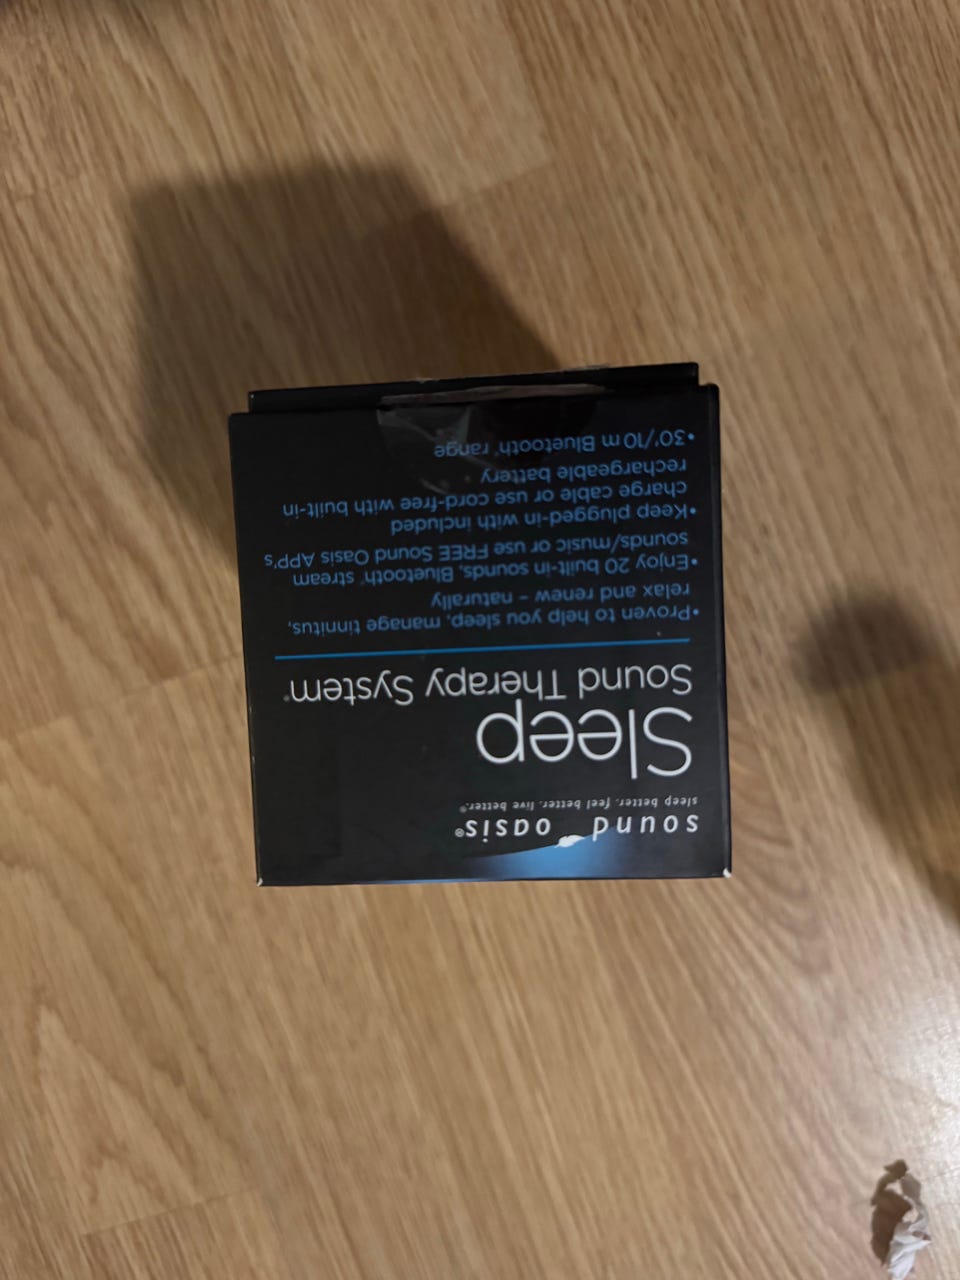 sound oasis®
sleep better. feel better. live better.®
Sleep
Sound Therapy System®
•Proven to help you sleep, manage tinnitus,
relax and renew – naturally
•Enjoy 20 built-in sounds, Bluetooth® stream
sounds/music or use FREE Sound Oasis APP's
•Keep plugged-in with included
charge cable or use cord-free with built-in
rechargeable battery
•30'/10m Bluetooth® range